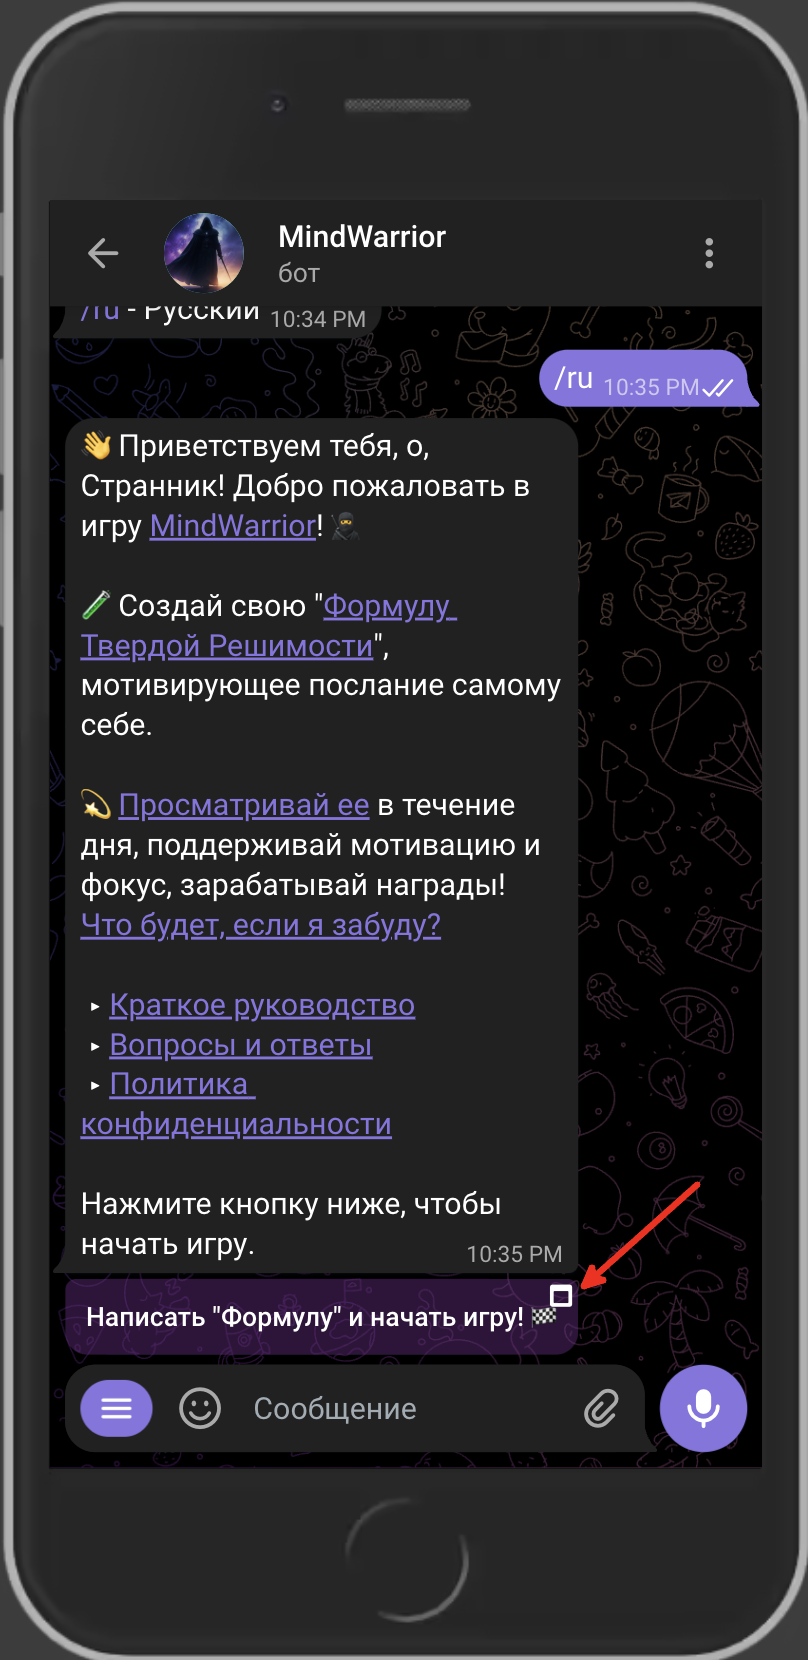 MindWarrior
бот
/ru - Русский 10:34 PM
/ru 10:35 PM
👋 Приветствуем тебя, о,
Странник! Добро пожаловать в
игру MindWarrior! 🥷
🧪 Создай свою "Формулу
Твердой Решимости",
мотивирующее послание самому
себе.
💫 Просматривай ее в течение
дня, поддерживай мотивацию и
фокус, зарабатывай награды!
Что будет, если я забуду?
‣ Краткое руководство
‣ Вопросы и ответы
‣ Политика
конфиденциальности
Нажмите кнопку ниже, чтобы
начать игру. 10:35 PM
Написать "Формулу" и начать игру! 🏁
Сообщение